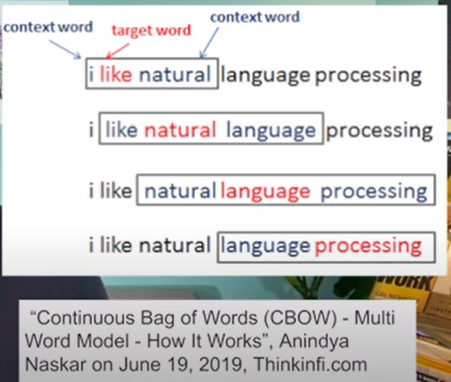 context word
context word
target word
i like natural language processing
i like natural language processing
i like natural language processing
i like natural language processing
WORK
"Continuous Bag of Words (CBOW) - Multi
Word Model - How It Works", Anindya
Naskar on June 19, 2019, Thinkinfi.com